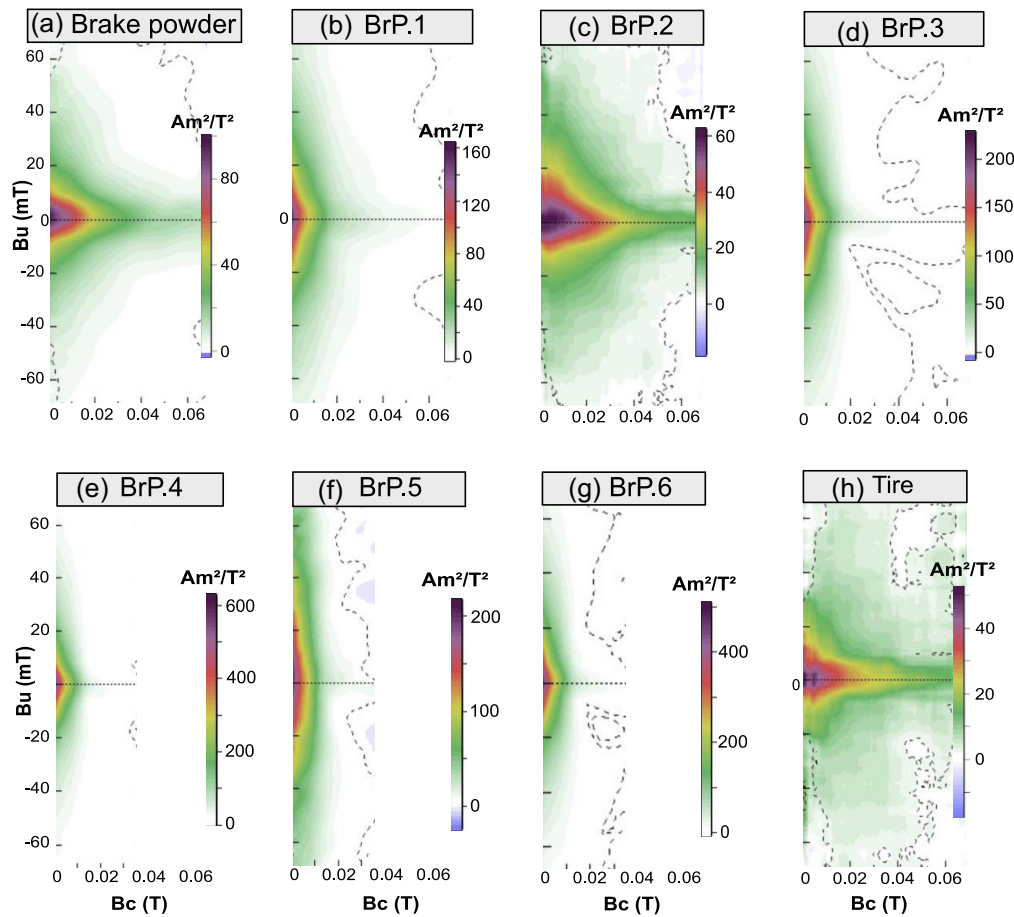 (a) Brake powder
(b) BrP.1
(c) BrP.2
(d) BrP.3
60
40
20
0
-20
-40
-60
Bu (mT)
Am²/T²
80
60
40
0
0 0.02 0.04 0.06
0
Am²/T²
160
120
80
40
0
0 0.02 0.04 0.06
Am²/T²
60
40
20
0
0 0.02 0.04 0.06
Am²/T²
200
150
100
50
0
0 0.02 0.04 0.06
(e) BrP.4
(f) BrP.5
(g) BrP.6
(h) Tire
60
40
20
0
-20
-40
-60
Bu (mT)
Am²/T²
600
400
200
0
0 0.02 0.04 0.06
Bc (T)
Am²/T²
200
100
0
0 0.02 0.04 0.06
Bc (T)
Am²/T²
400
200
0
0 0.02 0.04 0.06
Bc (T)
0
Am²/T²
40
20
0
0 0.02 0.04 0.06
Bc (T)